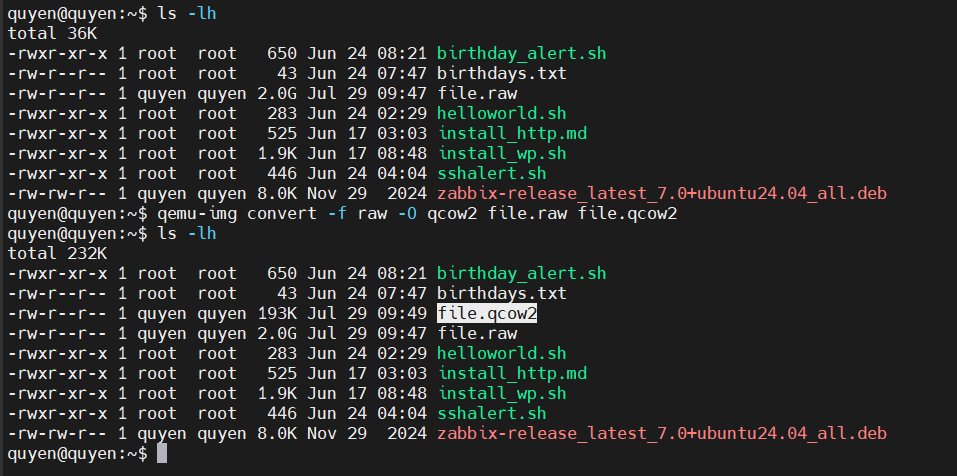 quyen@quyen:~$ ls -lh
total 36K
-rwxr-xr-x 1 root  root   650 Jun 24 08:21 birthday_alert.sh
-rw-r--r-- 1 root  root    43 Jun 24 07:47 birthdays.txt
-rw-r--r-- 1 quyen quyen 2.0G Jul 29 09:47 file.raw
-rwxr-xr-x 1 root  root   283 Jun 24 02:29 helloworld.sh
-rwxr-xr-x 1 root  root   525 Jun 17 03:03 install_http.md
-rwxr-xr-x 1 root  root  1.9K Jun 17 08:48 install_wp.sh
-rwxr-xr-x 1 root  root   446 Jun 24 04:04 sshalert.sh
-rw-rw-r-- 1 quyen quyen 8.0K Nov 29  2024 zabbix-release_latest_7.0+ubuntu24.04_all.deb
quyen@quyen:~$ qemu-img convert -f raw -O qcow2 file.raw file.qcow2
quyen@quyen:~$ ls -lh
total 232K
-rwxr-xr-x 1 root  root   650 Jun 24 08:21 birthday_alert.sh
-rw-r--r-- 1 root  root    43 Jun 24 07:47 birthdays.txt
-rw-r--r-- 1 quyen quyen 193K Jul 29 09:49 file.qcow2
-rw-r--r-- 1 quyen quyen 2.0G Jul 29 09:47 file.raw
-rwxr-xr-x 1 root  root   283 Jun 24 02:29 helloworld.sh
-rwxr-xr-x 1 root  root   525 Jun 17 03:03 install_http.md
-rwxr-xr-x 1 root  root  1.9K Jun 17 08:48 install_wp.sh
-rwxr-xr-x 1 root  root   446 Jun 24 04:04 sshalert.sh
-rw-rw-r-- 1 quyen quyen 8.0K Nov 29  2024 zabbix-release_latest_7.0+ubuntu24.04_all.deb
quyen@quyen:~$